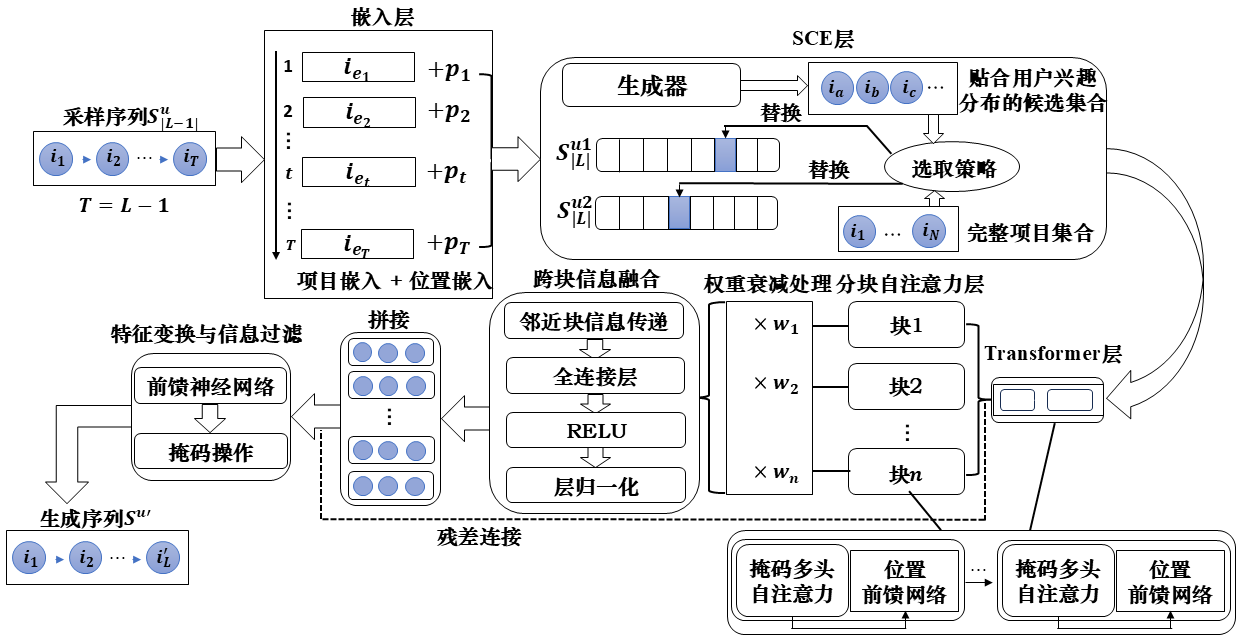 嵌入层
采样序列S^u_{|L-1|}
i_1 i_2 ⋯ i_T
T = L − 1
1 i_{e_1} +p_1
2 i_{e_2} +p_2
⋮
t i_{e_t} +p_t
⋮
T i_{e_T} +p_T
项目嵌入 + 位置嵌入
SCE层
生成器
i_a i_b i_c ⋯
贴合用户兴趣
分布的候选集合
替换
S^{u1}_{|L|}
选取策略
替换
S^{u2}_{|L|}
i_1 ⋯ i_N
完整项目集合
Transformer层
分块自注意力层
块1
块2
⋮
块n
权重衰减处理
× w_1
× w_2
× w_n
跨块信息融合
邻近块信息传递
全连接层
RELU
层归一化
拼接
⋮
特征变换与信息过滤
前馈神经网络
掩码操作
残差连接
生成序列S^{u′}
i_1 i_2 ⋯ i′_L
掩码多头
自注意力
位置
前馈网络
⋯
掩码多头
自注意力
位置
前馈网络